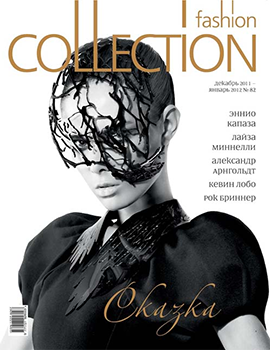 fashion
COLLECTION
декабрь 2011 –
январь 2012 № 82
эннио
капаза
лайза
миннелли
александр
арнгольдт
кевин лобо
рок бриннер
Сказка